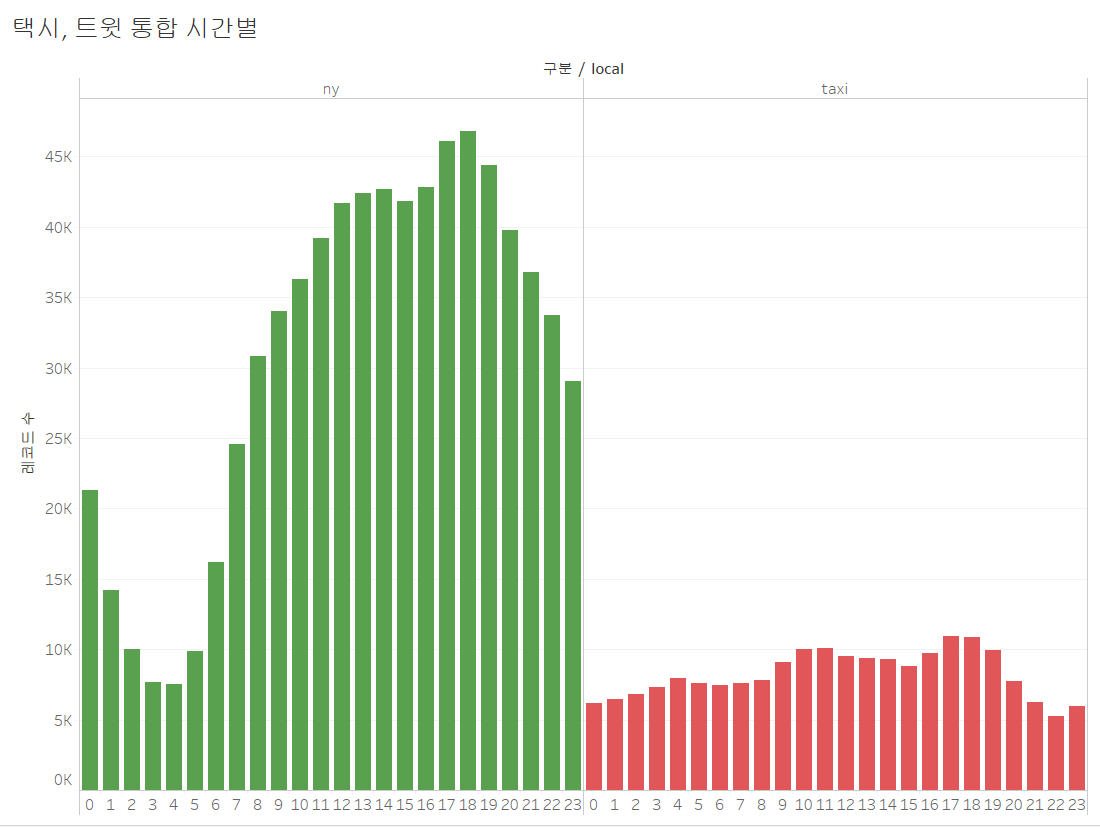 택시, 트윗 통합 시간별
구분 / local
ny taxi
45K
40K
35K
30K
25K
20K
15K
10K
5K
0K
레코드 수
0 1 2 3 4 5 6 7 8 9 10 11 12 13 14 15 16 17 18 19 20 21 22 23 0 1 2 3 4 5 6 7 8 9 10 11 12 13 14 15 16 17 18 19 20 21 22 23